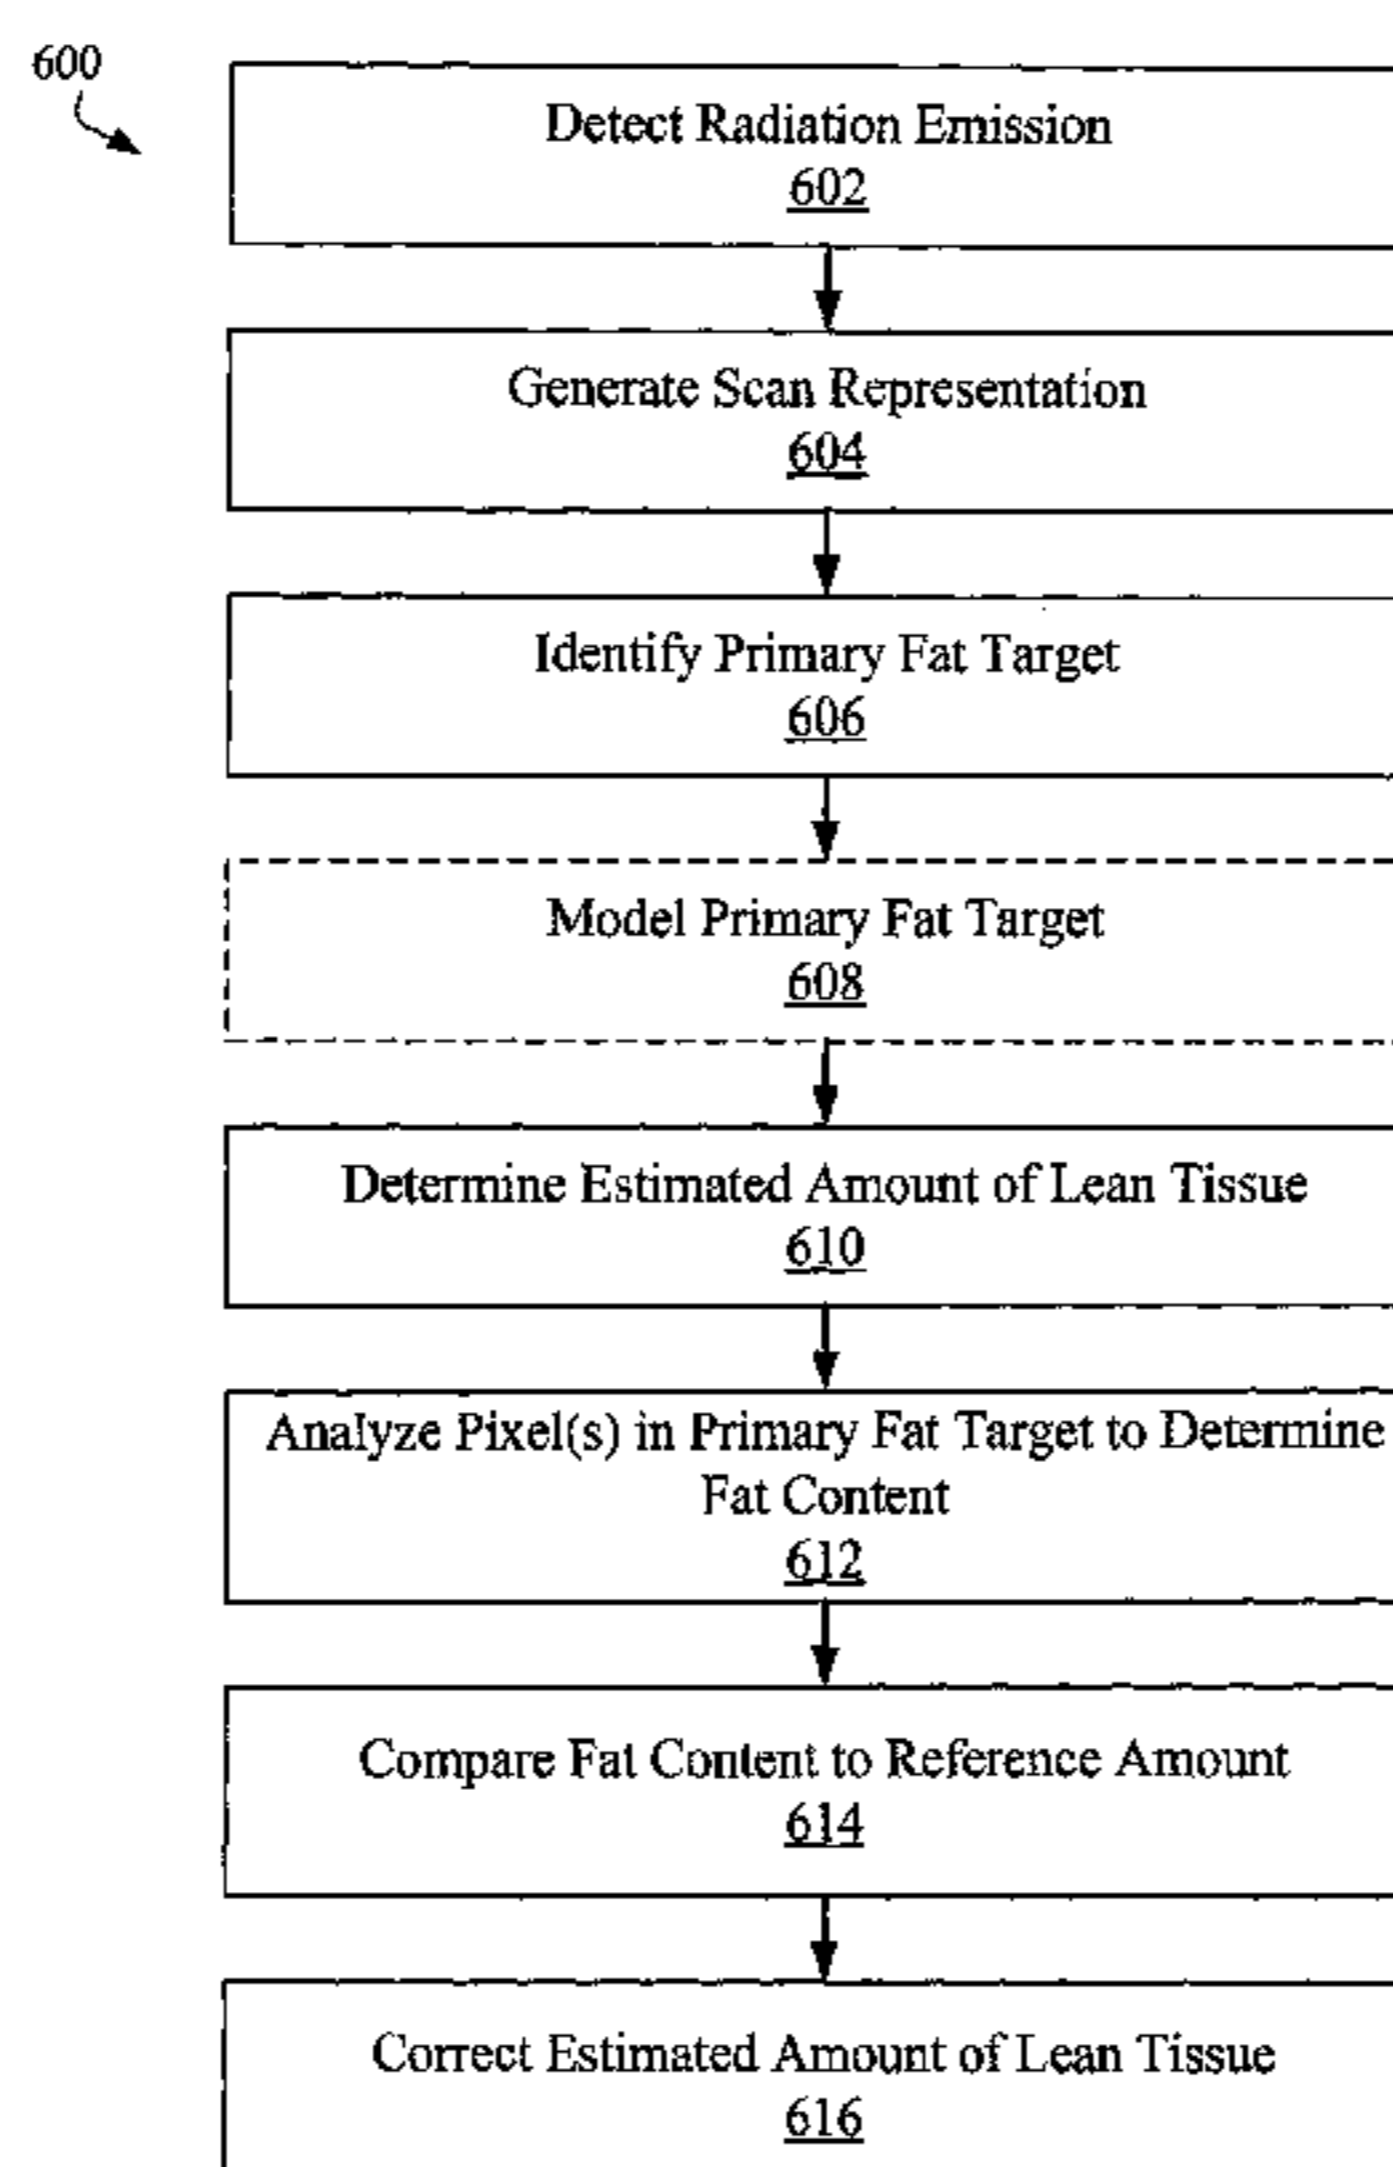 600
Detect Radiation Emission
602
Generate Scan Representation
604
Identify Primary Fat Target
606
Model Primary Fat Target
608
Determine Estimated Amount of Lean Tissue
610
Analyze Pixel(s) in Primary Fat Target to Determine
Fat Content
612
Compare Fat Content to Reference Amount
614
Correct Estimated Amount of Lean Tissue
616